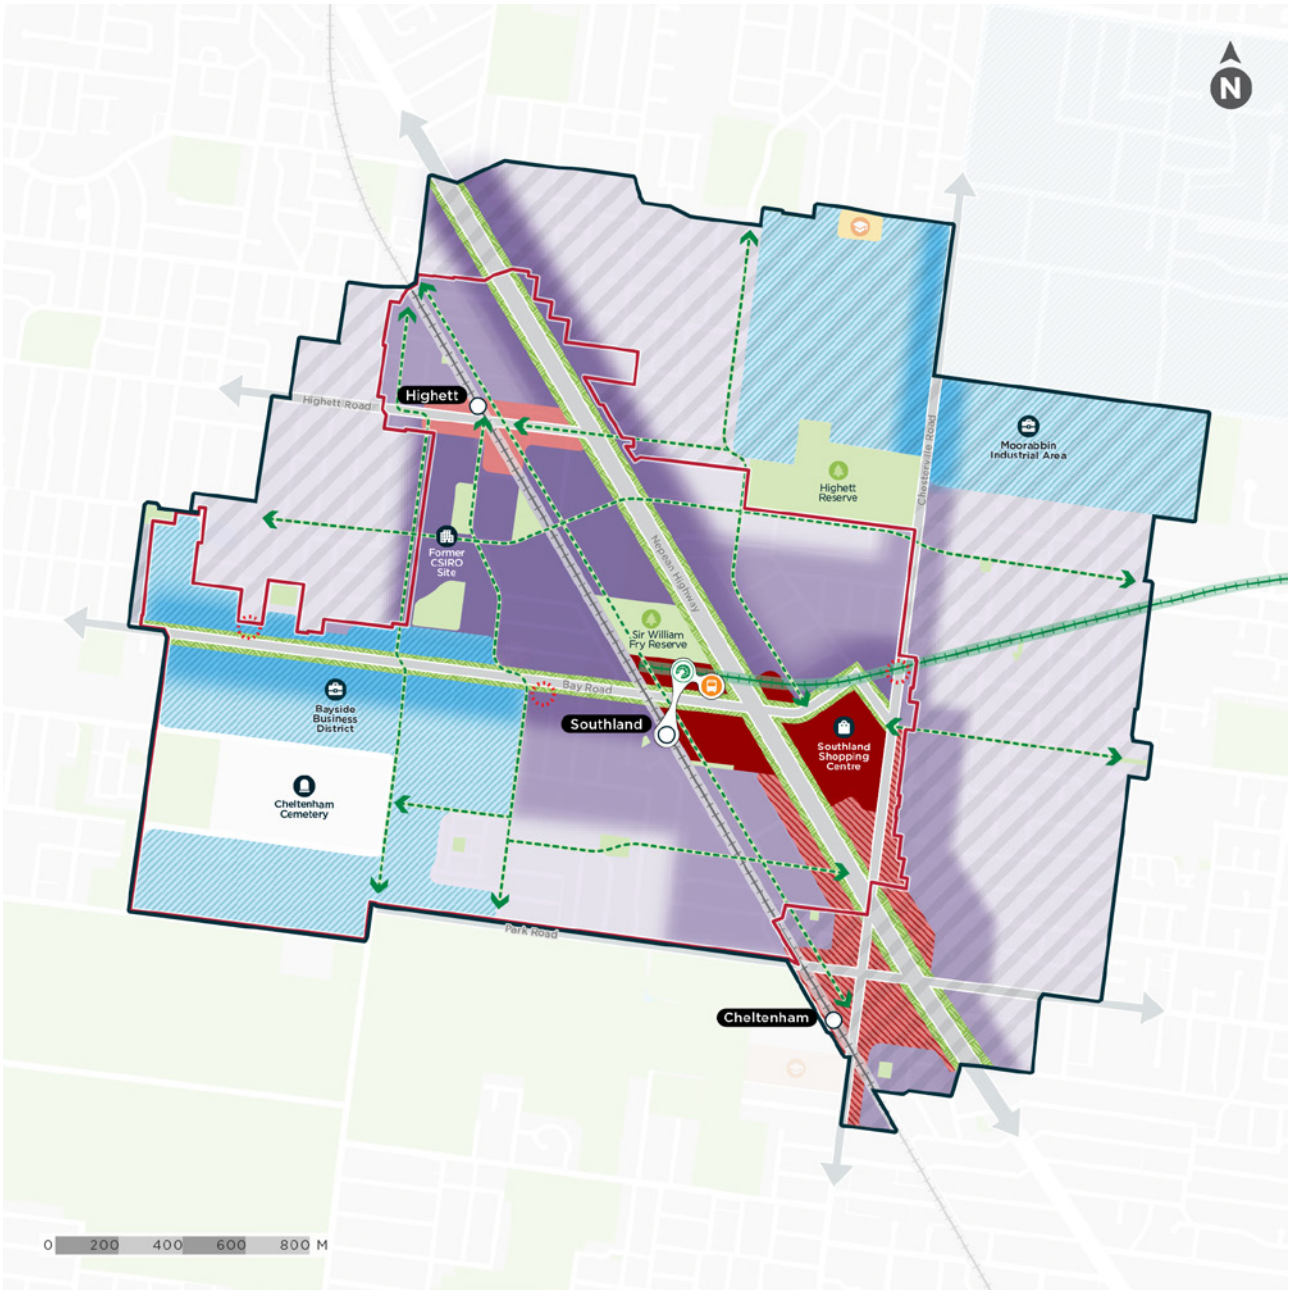 N
Highett
Highett Road
Chesterville Road
Moorabbin
Industrial Area
Highett
Reserve
Former
CSIRO
Site
Nepean Highway
Sir William
Fry Reserve
Bay Road
Bayside
Business
District
Southland
Southland
Shopping
Centre
Cheltenham
Cemetery
Park Road
Cheltenham
0 200 400 600 800 M